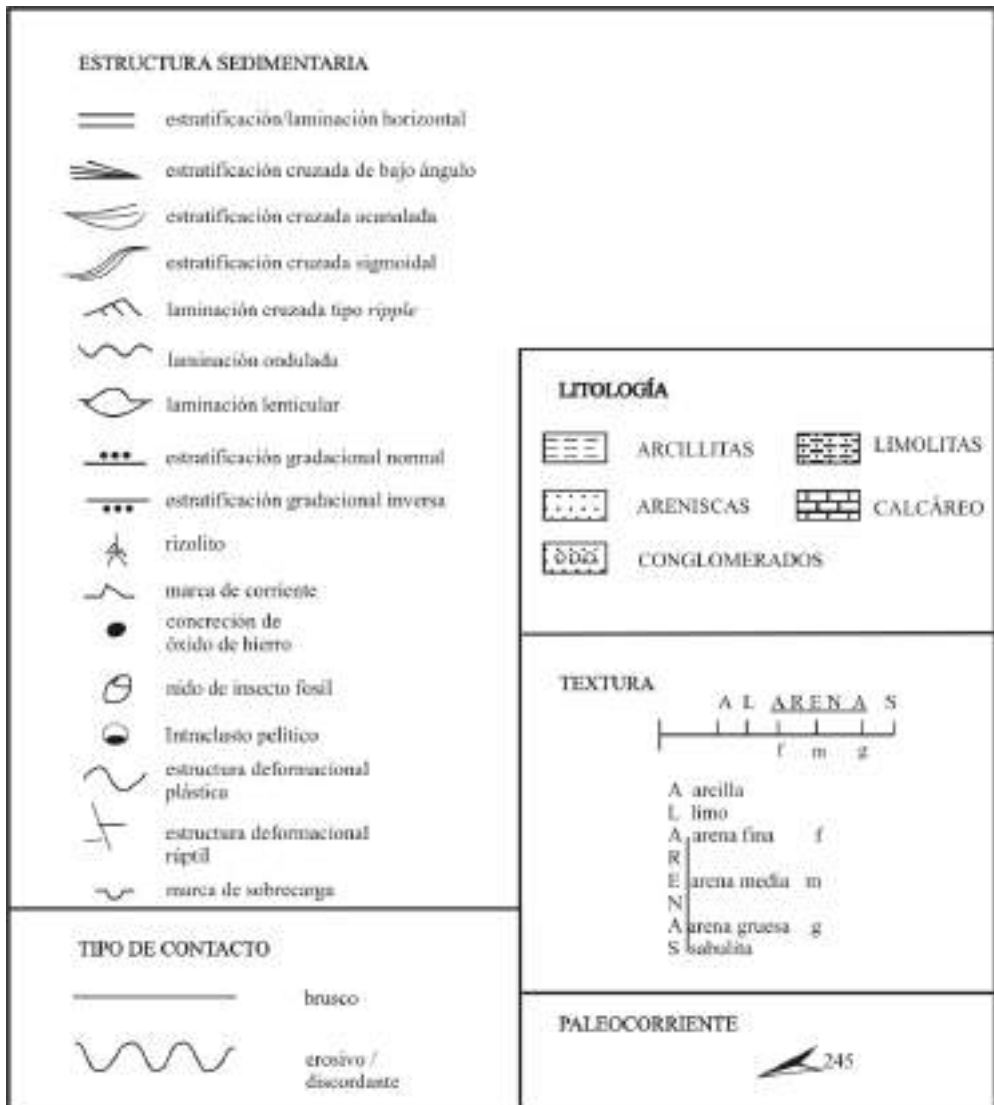 ESTRUCTURA SEDIMENTARIA
estratificación/laminación horizontal
estratificación cruzada de bajo ángulo
estratificación cruzada acanalada
estratificación cruzada sigmoidal
laminación cruzada tipo ripple
laminación ondulada
laminación lenticular
estratificación gradacional normal
estratificación gradacional inversa
rizolito
marca de corriente
concreción de
óxido de hierro
nido de insecto fosil
Intraclasto pelítico
estructura deformacional
plástica
estructura deformacional
rúptil
marca de sobrecarga
TIPO DE CONTACTO
brusco
erosivo /
discordante
LITOLOGÍA
ARCILLITAS
LIMOLITAS
ARENISCAS
CALCÁREO
CONGLOMERADOS
TEXTURA
A L ARENA S
f m g
A arcilla
L limo
A arena fina f
R
E arena media m
N
A arena gruesa g
S sabulita
PALEOCORRIENTE
245